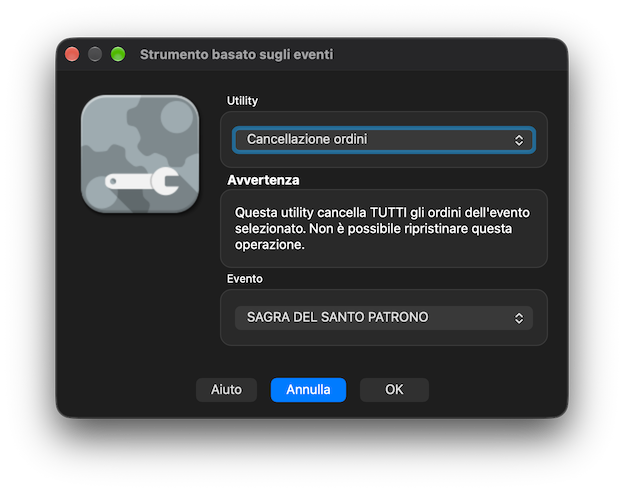 Strumento basato sugli eventi
Utility
Cancellazione ordini
Avvertenza
Questa utility cancella TUTTI gli ordini dell'evento
selezionato. Non è possibile ripristinare questa
operazione.
Evento
SAGRA DEL SANTO PATRONO
Aiuto
Annulla
OK